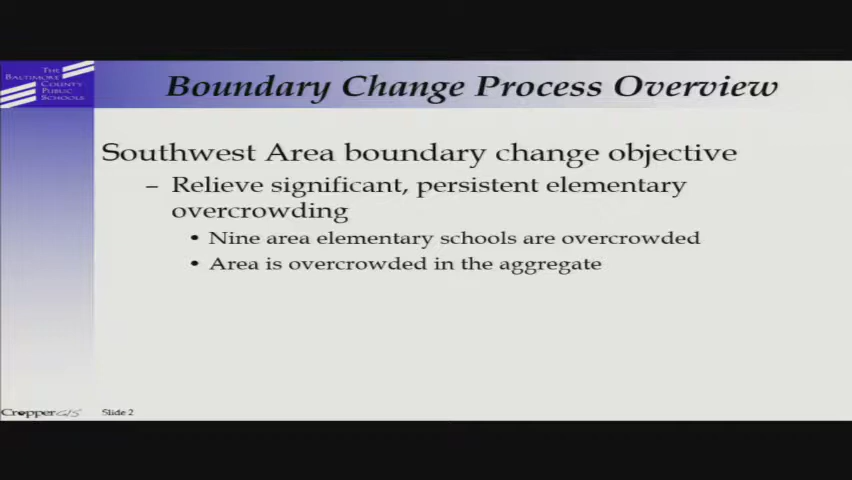 THE
BALTIMORE
COUNTY
PUBLIC
SCHOOLS
Boundary Change Process Overview
Southwest Area boundary change objective
– Relieve significant, persistent elementary
overcrowding
• Nine area elementary schools are overcrowded
• Area is overcrowded in the aggregate
Cropper GIS
Slide 2